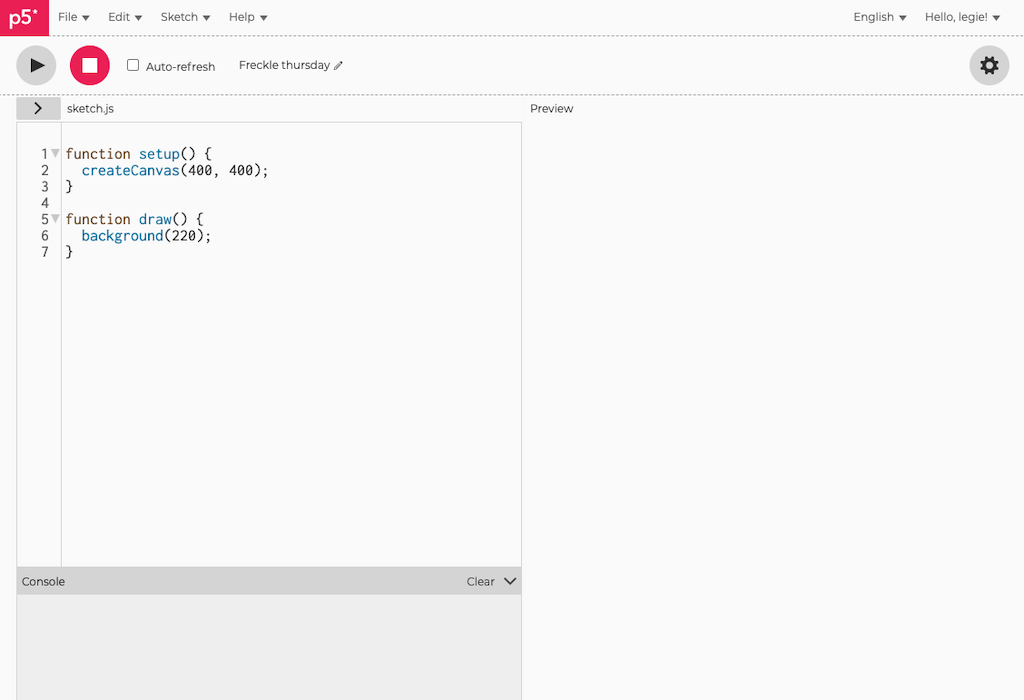 p5* File Edit Sketch Help English Hello, legie!
Auto-refresh Freckle thursday
sketch.js Preview
1 function setup() {
2   createCanvas(400, 400);
3 }
4
5 function draw() {
6   background(220);
7 }
Console Clear